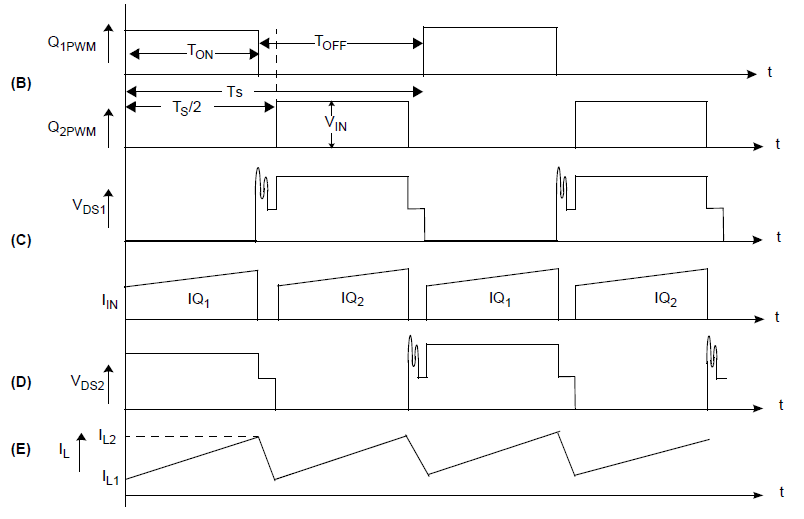 Q1PWM
TON
TOFF
t
(B)
Ts
TS/2
Q2PWM
VIN
t
VDS1
(C)
t
IIN
IQ1
IQ2
IQ1
IQ2
t
(D)
VDS2
t
(E)
IL
IL2
IL1
t